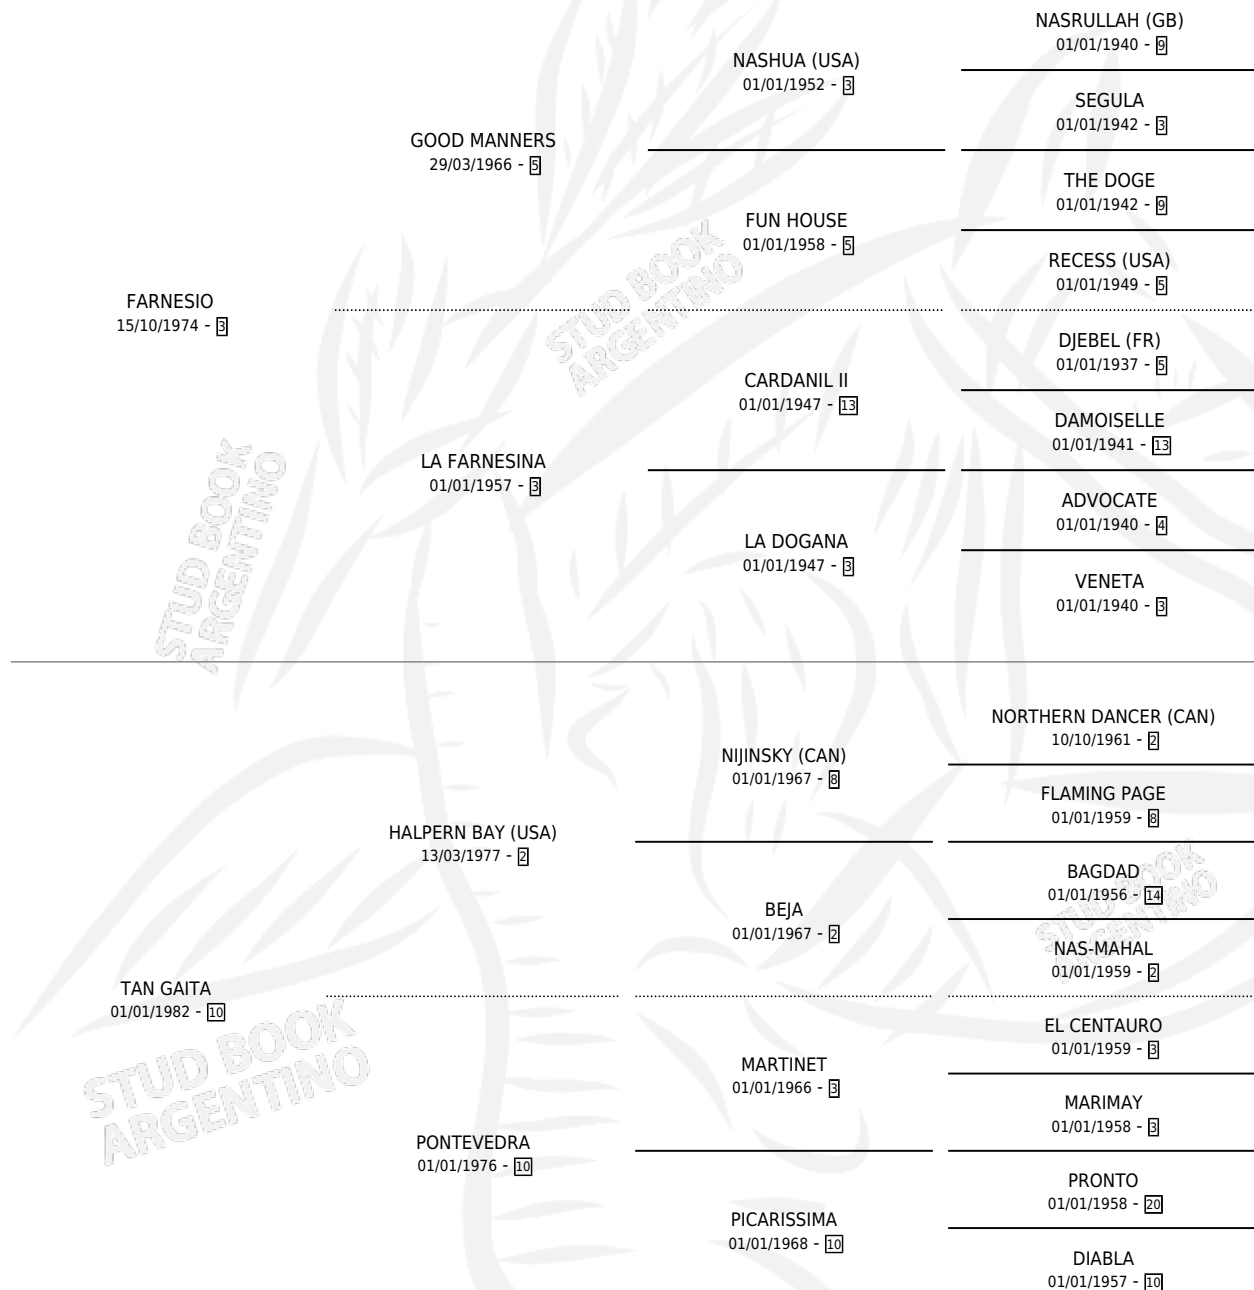 NASRULLAH (GB)
01/01/1940 - 9
NASHUA (USA)
01/01/1952 - 3
SEGULA
01/01/1942 - 3
GOOD MANNERS
29/03/1966 - 5
THE DOGE
01/01/1942 - 9
FUN HOUSE
01/01/1958 - 5
RECESS (USA)
01/01/1949 - 5
FARNESIO
15/10/1974 - 3
DJEBEL (FR)
01/01/1937 - 5
CARDANIL II
01/01/1947 - 13
DAMOISELLE
01/01/1941 - 13
LA FARNESINA
01/01/1957 - 3
ADVOCATE
01/01/1940 - 4
LA DOGANA
01/01/1947 - 3
VENETA
01/01/1940 - 3
NORTHERN DANCER (CAN)
10/10/1961 - 2
NIJINSKY (CAN)
01/01/1967 - 8
FLAMING PAGE
01/01/1959 - 8
HALPERN BAY (USA)
13/03/1977 - 2
BAGDAD
01/01/1956 - 14
BEJA
01/01/1967 - 2
NAS-MAHAL
01/01/1959 - 2
TAN GAITA
01/01/1982 - 10
EL CENTAURO
01/01/1959 - 3
MARTINET
01/01/1966 - 3
MARIMAY
01/01/1958 - 3
PONTEVEDRA
01/01/1976 - 10
PRONTO
01/01/1958 - 20
PICARISSIMA
01/01/1968 - 10
DIABLA
01/01/1957 - 10
STUD BOOK
ARGENTINO
STUD BOOK
ARGENTINO
STUD BOOK
ARGENTINO
STUD BOOK
ARGENTINO